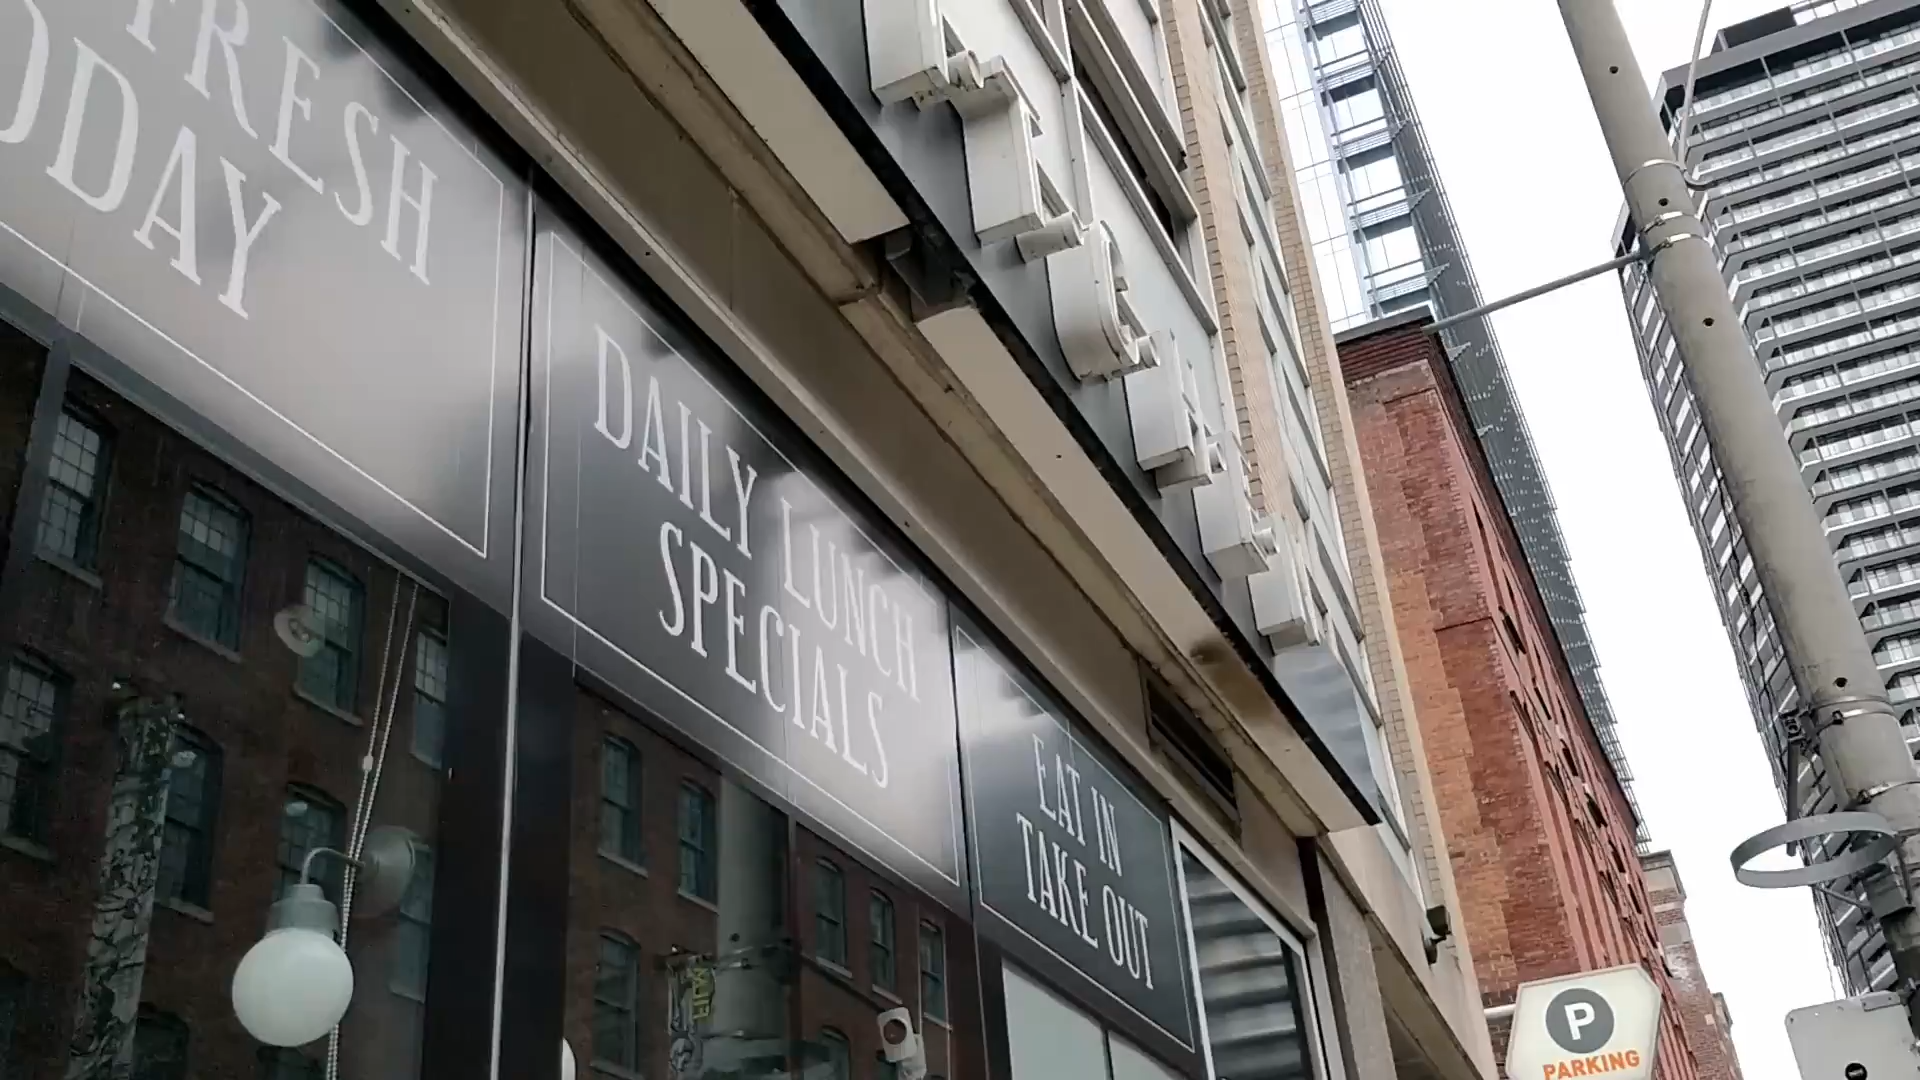 FRESH
ODAY
DAILY LUNCH
SPECIALS
EAT IN
TAKE OUT
P
PARKING